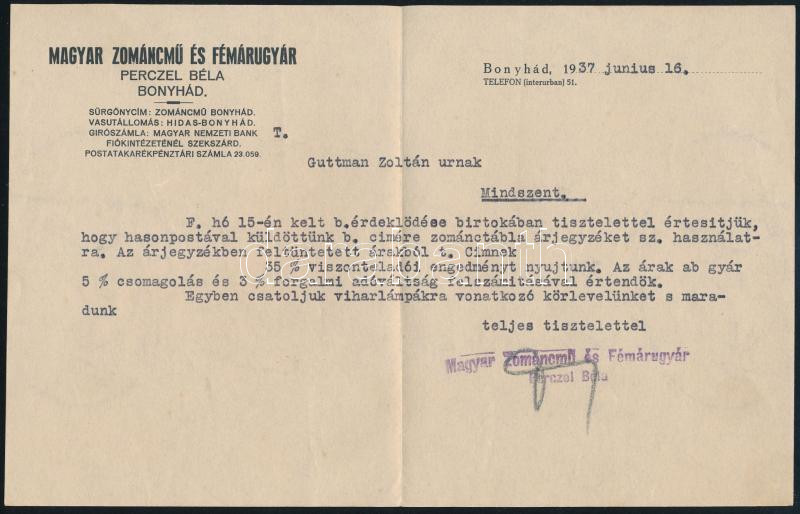 MAGYAR ZOMÁNCMŰ ÉS FÉMÁRUGYÁR
PERCZEL BÉLA
BONYHÁD.
SÜRGÖNYCÍM: ZOMÁNCMŰ BONYHÁD.
VASUTÁLLOMÁS: HIDAS-BONYHÁD.
GIRÓSZÁMLA: MAGYAR NEMZETI BANK
FIÓKINTÉZETÉNÉL SZEKSZÁRD.
POSTATAKARÉKPÉNZTÁRI SZÁMLA 23.059.
Bonyhád, 1937 junius 16.
TELEFON (interurban) 51.
T.
Guttman Zoltán urnak
Mindszent.
F. hó 15-én kelt b.érdeklödése birtokában tisztelettel értesitjük,
hogy hasonpostával küldöttünk b. cimére zománctábla árjegyzéket sz. használat-
ra. Az árjegyzékben feltüntetett árakból t. Cimnek
35 % viszonteladói engedményt nyujtunk. Az árak ab gyár
5 % csomagolás és 3 % forgalmi adóváltság felszámitásával értendök.
Egyben csatoljuk viharlámpákra vonatkozó körlevelünket s mara-
dunk
teljes tisztelettel
Magyar Zománcmű és Fémárugyár
Perczel Béla